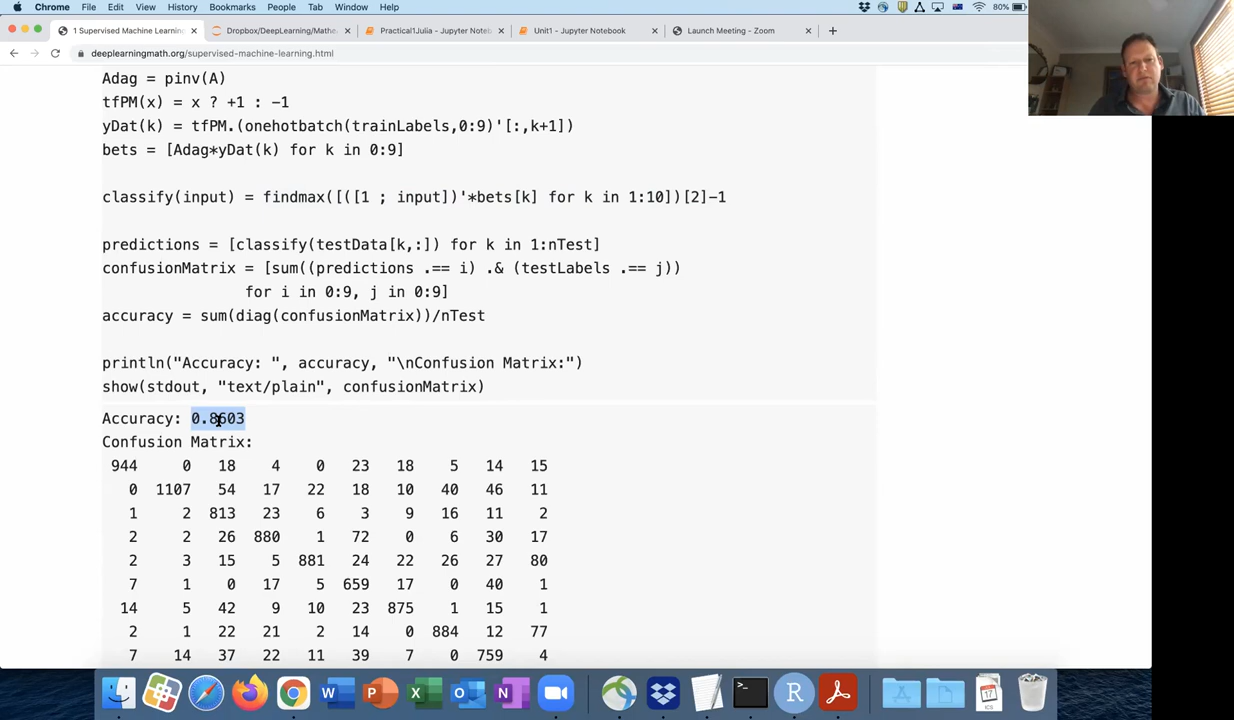 Chrome File Edit View History Bookmarks People Tab Window Help 80%
1 Supervised Machine Learning
Dropbox/DeepLearning/Mathe
Practical1Julia - Jupyter Noteb
Unit1 - Jupyter Notebook
Launch Meeting - Zoom
deeplearningmath.org/supervised-machine-learning.html
Adag = pinv(A)
tfPM(x) = x ? +1 : -1
yDat(k) = tfPM.(onehotbatch(trainLabels,0:9)'[:,k+1])
bets = [Adag*yDat(k) for k in 0:9]
classify(input) = findmax([([1 ; input])'*bets[k] for k in 1:10])[2]-1
predictions = [classify(testData[k,:]) for k in 1:nTest]
confusionMatrix = [sum((predictions .== i) .& (testLabels .== j))
for i in 0:9, j in 0:9]
accuracy = sum(diag(confusionMatrix))/nTest
println("Accuracy: ", accuracy, "\nConfusion Matrix:")
show(stdout, "text/plain", confusionMatrix)
Accuracy: 0.8603
Confusion Matrix:
944 0 18 4 0 23 18 5 14 15
0 1107 54 17 22 18 10 40 46 11
1 2 813 23 6 3 9 16 11 2
2 2 26 880 1 72 0 6 30 17
2 3 15 5 881 24 22 26 27 80
7 1 0 17 5 659 17 0 40 1
14 5 42 9 10 23 875 1 15 1
2 1 22 21 2 14 0 884 12 77
7 14 37 22 11 39 7 0 759 4
W P X O N >_ R 17